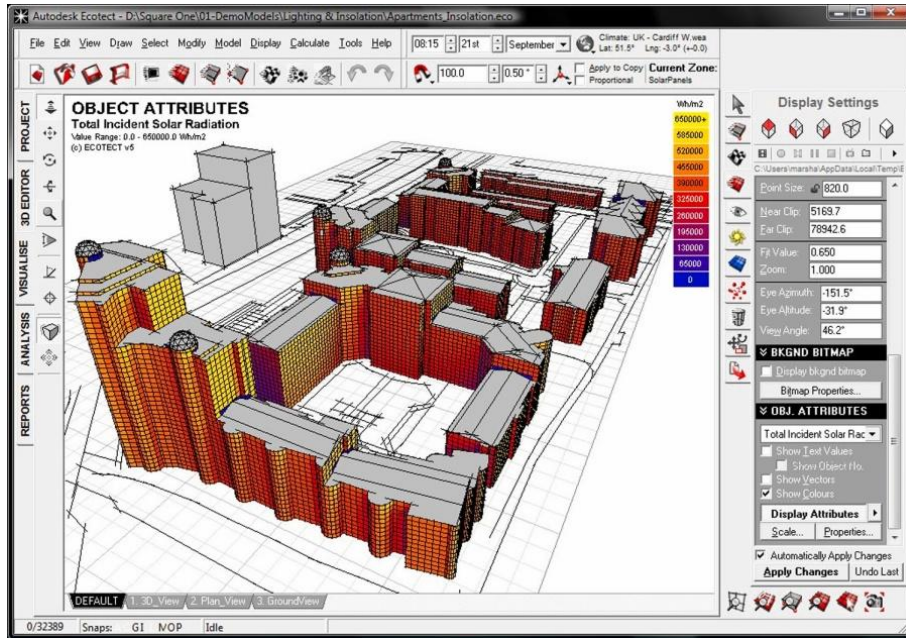 Autodesk Ecotect - D:\Square One\01-DemoModels\Lighting & Insolation\Apartments_Insolation.eco
File Edit View Draw Select Modify Model Display Calculate Tools Help
08:15 21st September
Climate: UK - Cardiff W.wea
Lat: 51.5° Lng: -3.0° (+-0.0)
100.0 0.50°
Apply to Copy
Proportional
Current Zone:
SolarPanels
PROJECT
3D EDITOR
VISUALISE
ANALYSIS
REPORTS
OBJECT ATTRIBUTES
Total Incident Solar Radiation
Value Range: 0.0 - 650000.0 Wh/m2
(c) ECOTECT v5
Wh/m2
650000+
585000
520000
455000
390000
325000
260000
195000
130000
65000
0
Display Settings
Point Size: 820.0
Near Clip: 5169.7
Far Clip: 78942.6
Fit Value: 0.650
Zoom: 1.000
Eye Azimuth: -151.5°
Eye Altitude: -31.9°
View Angle: 46.2°
BKGND BITMAP
Display bkgnd bitmap
Bitmap Properties...
OBJ. ATTRIBUTES
Total Incident Solar Rac
Show Text Values
Show Object No.
Show Vectors
Show Colours
Display Attributes
Scale... Properties...
Automatically Apply Changes
Apply Changes Undo Last
DEFAULT 1. 3D_View 2. Plan_View 3. GroundView
0/32389 Snaps: GI Idle